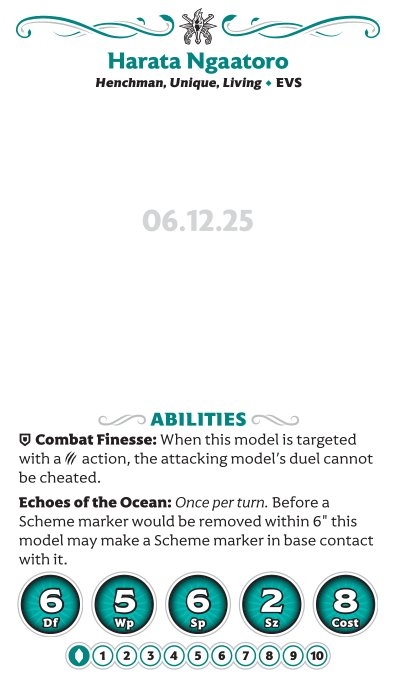 Harata Ngaatoro
Henchman, Unique, Living ♦ EVS
06.12.25
ABILITIES
Combat Finesse: When this model is targeted
with a action, the attacking model's duel cannot
be cheated.
Echoes of the Ocean: Once per turn. Before a
Scheme marker would be removed within 6" this
model may make a Scheme marker in base contact
with it.
6 5 6 2 8
Df Wp Sp Sz Cost
1 2 3 4 5 6 7 8 9 10